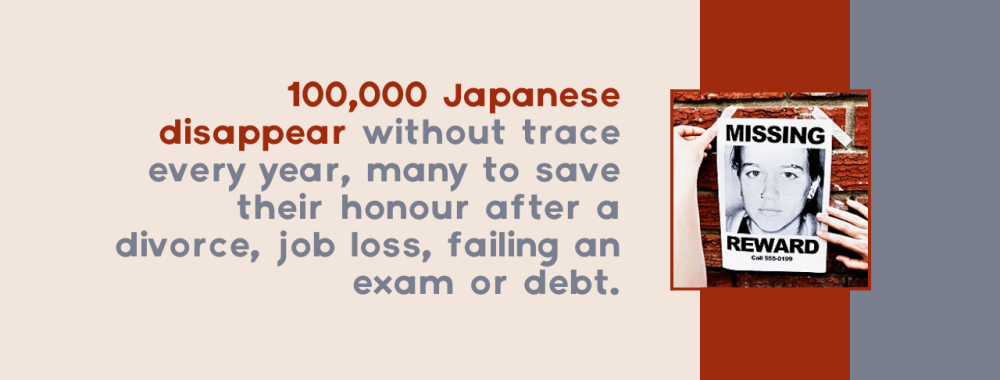 100,000 Japanese
disappear without trace
every year, many to save
their honour after a
divorce, job loss, failing an
exam or debt.
MISSING
REWARD
Call 555-0199